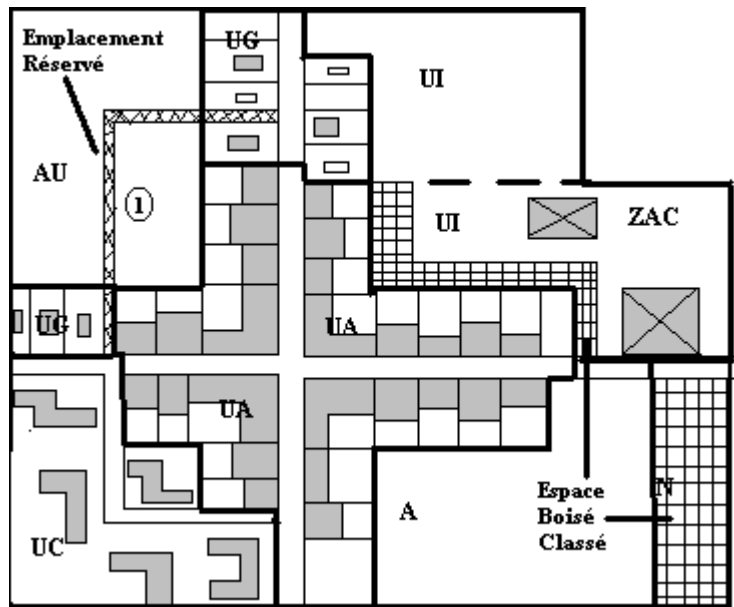 Emplacement
Réservé
UG
UI
AU
1
UI
ZAC
UG
UA
UA
Espace
Boisé
Classé
N
A
UC